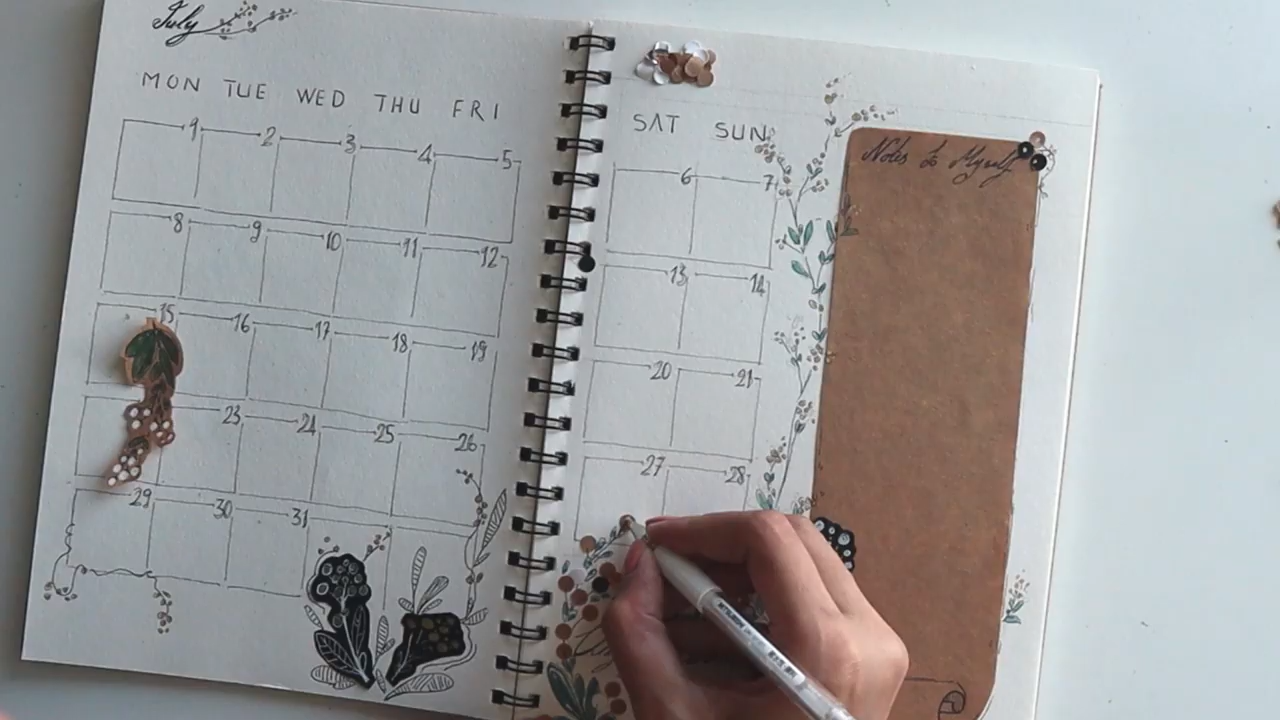 July
MON TUE WED THU FRI
SAT SUN
Notes to Myself
1 2 3 4 5
6 7
8 9 10 11 12
13 14
15 16 17 18 19
20 21
23 24 25 26
27 28
29 30 31